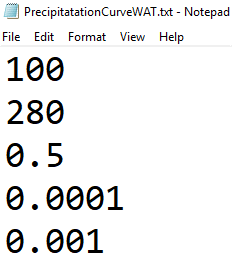 PrecipitatationCurveWAT.txt - Notepad
File Edit Format View Help
100
280
0.5
0.0001
0.001